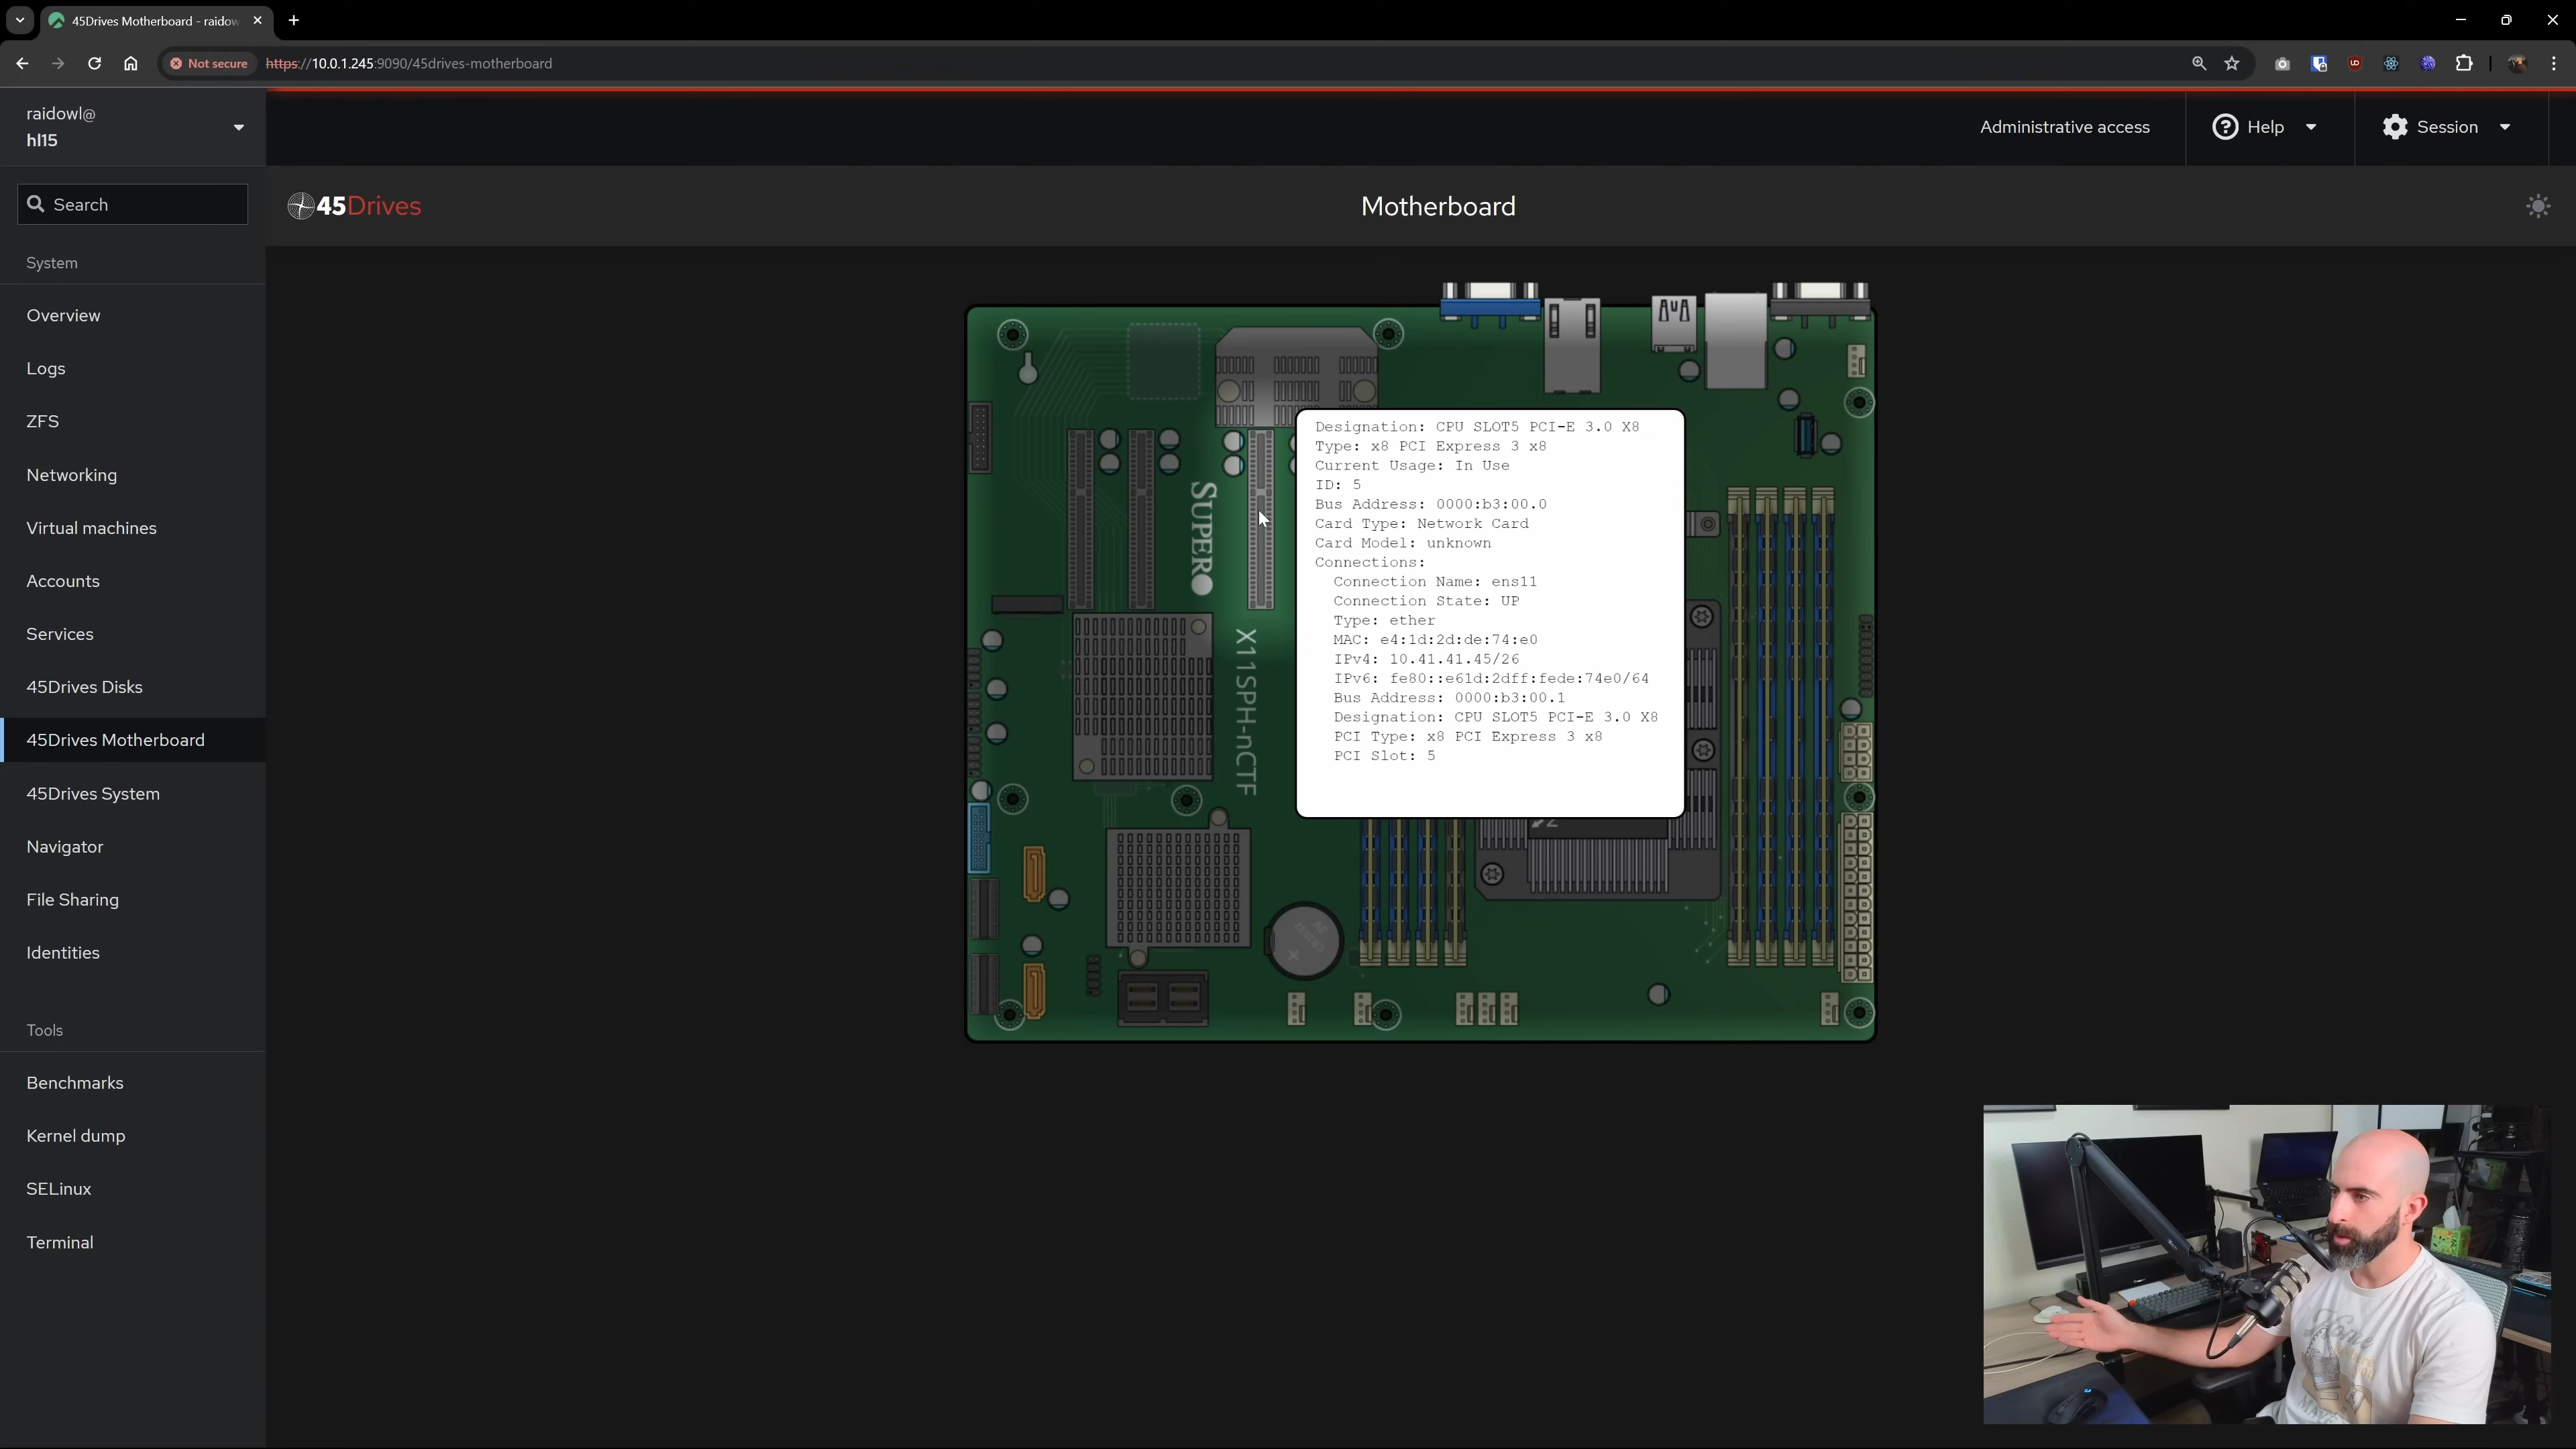 45Drives Motherboard - raidow
Not secure
https://10.0.1.245:9090/45drives-motherboard
raidowl@
hl15
Administrative access
Help
Session
Search
45Drives
Motherboard
System
Overview
Logs
ZFS
Networking
Virtual machines
Accounts
Services
45Drives Disks
45Drives Motherboard
45Drives System
Navigator
File Sharing
Identities
Tools
Benchmarks
Kernel dump
SELinux
Terminal
SUPERO
X11SPH-nCTF
Designation: CPU SLOT5 PCI-E 3.0 X8
Type: x8 PCI Express 3 x8
Current Usage: In Use
ID: 5
Bus Address: 0000:b3:00.0
Card Type: Network Card
Card Model: unknown
Connections:
Connection Name: ens11
Connection State: UP
Type: ether
MAC: e4:1d:2d:de:74:e0
IPv4: 10.41.41.45/26
IPv6: fe80::e61d:2dff:fede:74e0/64
Bus Address: 0000:b3:00.1
Designation: CPU SLOT5 PCI-E 3.0 X8
PCI Type: x8 PCI Express 3 x8
PCI Slot: 5